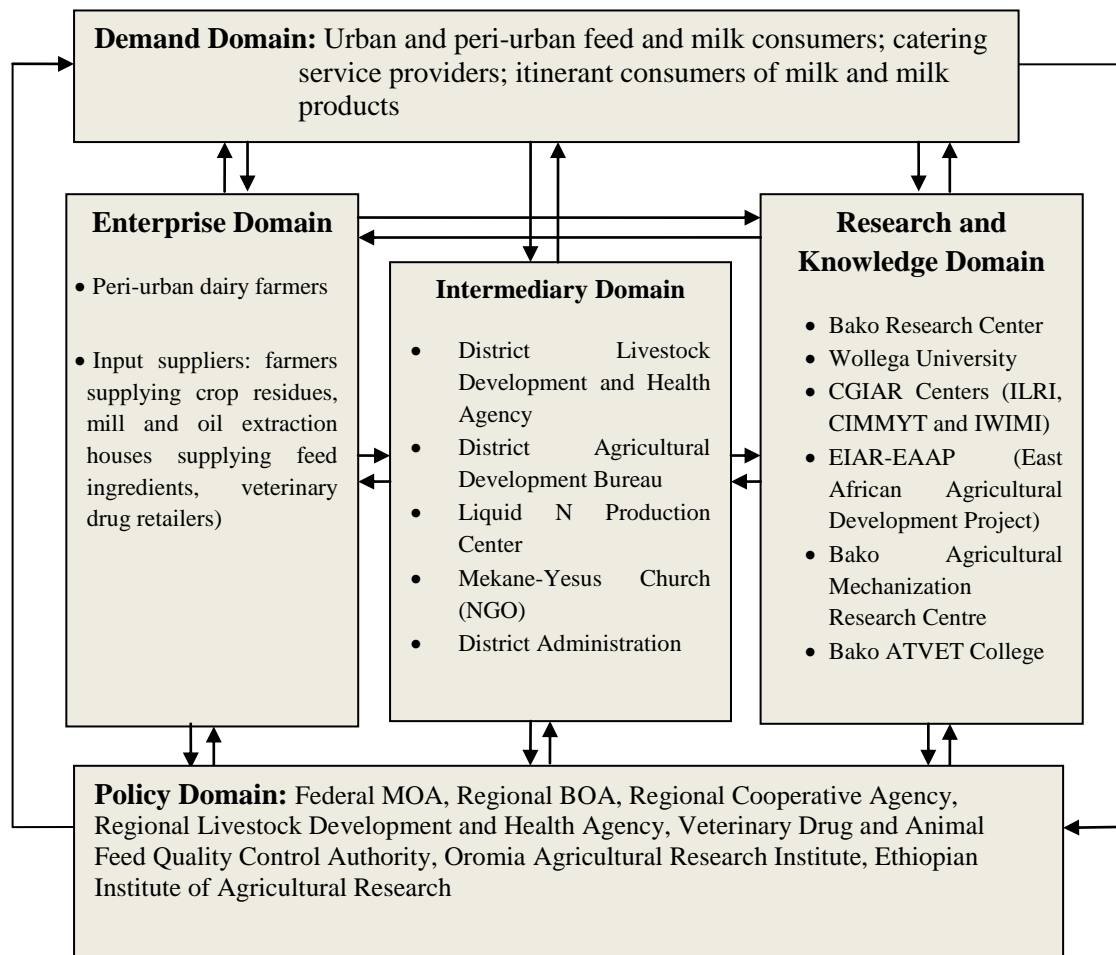 Demand Domain: Urban and peri-urban feed and milk consumers; catering
service providers; itinerant consumers of milk and milk
products
Enterprise Domain
• Peri-urban dairy farmers
• Input suppliers: farmers
supplying crop residues,
mill and oil extraction
houses supplying feed
ingredients, veterinary
drug retailers)
Intermediary Domain
• District Livestock
Development and Health
Agency
• District Agricultural
Development Bureau
• Liquid N Production
Center
• Mekane-Yesus Church
(NGO)
• District Administration
Research and
Knowledge Domain
• Bako Research Center
• Wollega University
• CGIAR Centers (ILRI,
CIMMYT and IWIMI)
• EIAR-EAAP (East
African Agricultural
Development Project)
• Bako Agricultural
Mechanization
Research Centre
• Bako ATVET College
Policy Domain: Federal MOA, Regional BOA, Regional Cooperative Agency,
Regional Livestock Development and Health Agency, Veterinary Drug and Animal
Feed Quality Control Authority, Oromia Agricultural Research Institute, Ethiopian
Institute of Agricultural Research